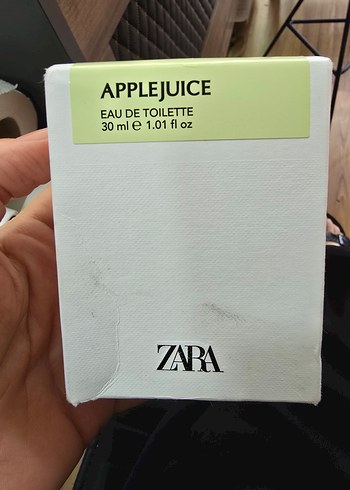 APPLEJUICE
EAU DE TOILETTE
30 ml ℮ 1.01 fl oz
ZARA